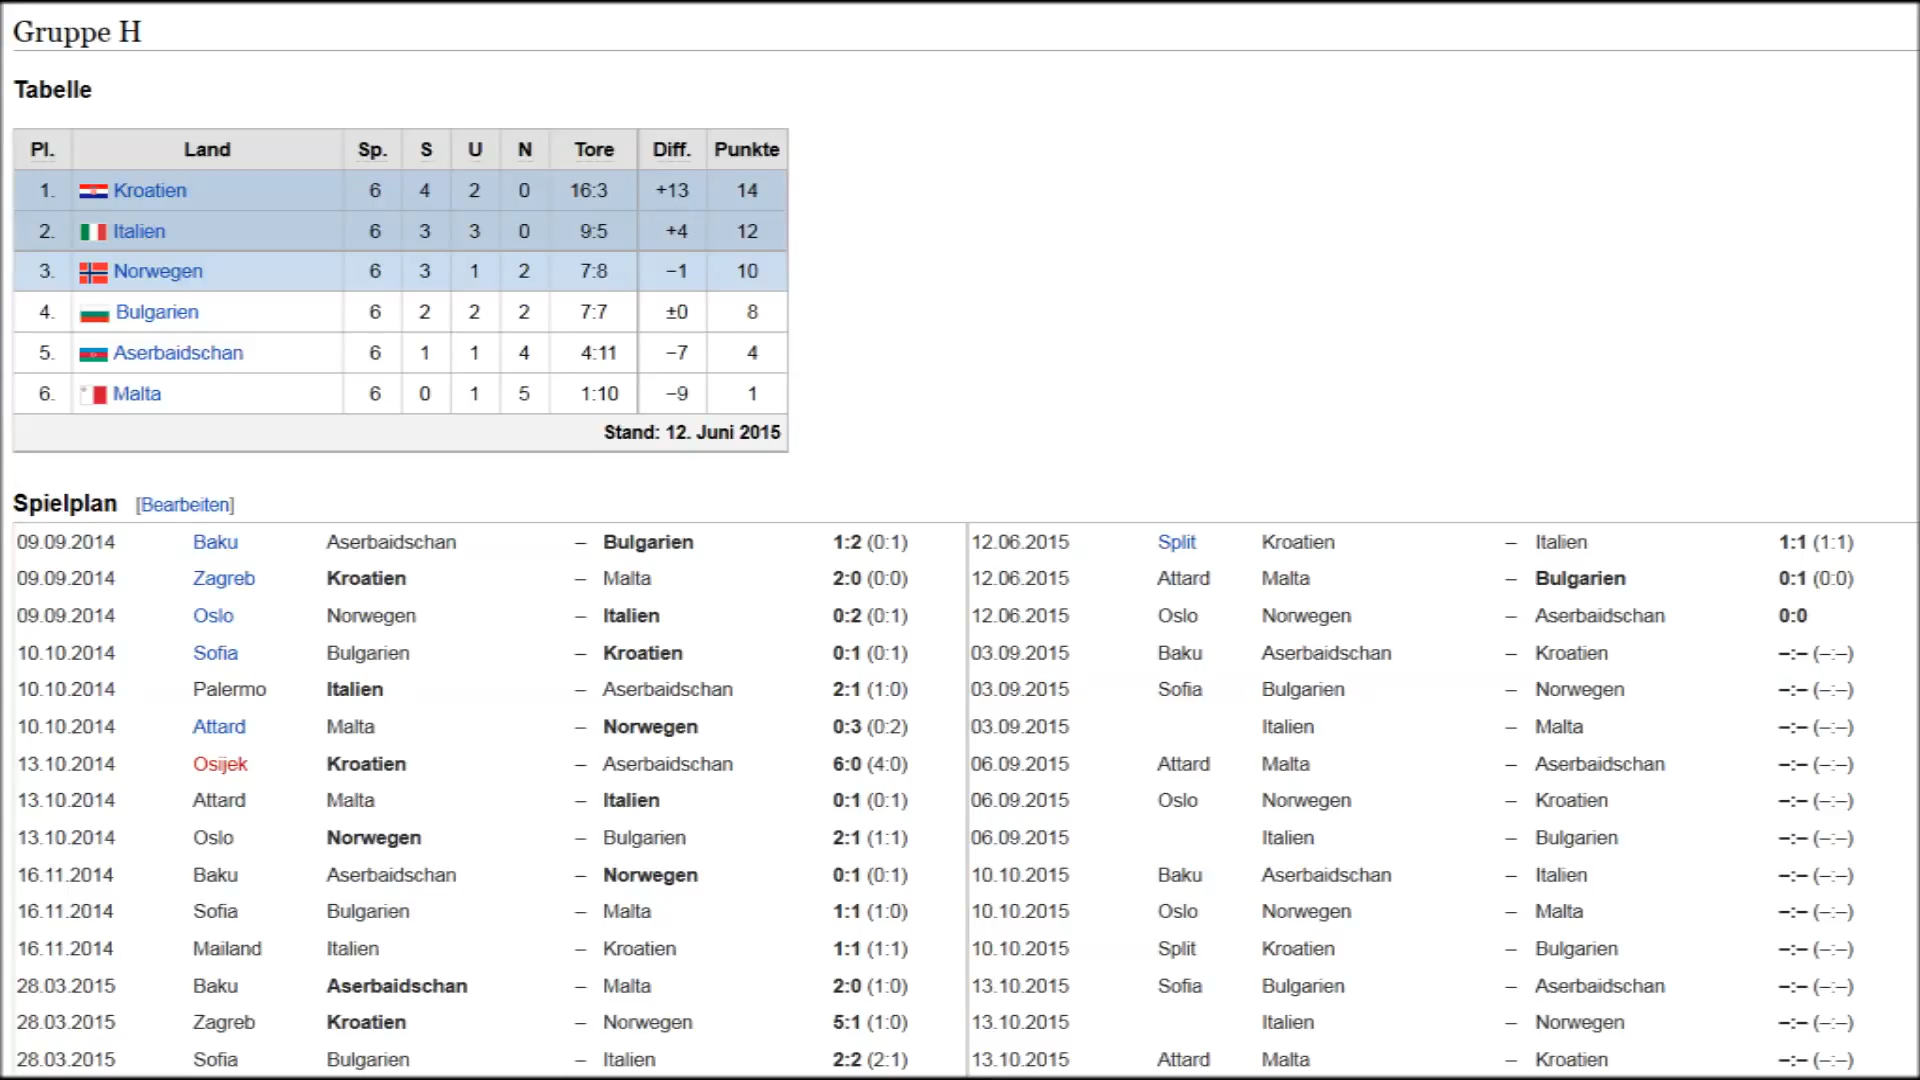 Gruppe H
Tabelle
Pl. Land Sp. S U N Tore Diff. Punkte
1. Kroatien 6 4 2 0 16:3 +13 14
2. Italien 6 3 3 0 9:5 +4 12
3. Norwegen 6 3 1 2 7:8 −1 10
4. Bulgarien 6 2 2 2 7:7 ±0 8
5. Aserbaidschan 6 1 1 4 4:11 −7 4
6. Malta 6 0 1 5 1:10 −9 1
Stand: 12. Juni 2015
Spielplan [Bearbeiten]
09.09.2014 Baku Aserbaidschan – Bulgarien 1:2 (0:1)
09.09.2014 Zagreb Kroatien – Malta 2:0 (0:0)
09.09.2014 Oslo Norwegen – Italien 0:2 (0:1)
10.10.2014 Sofia Bulgarien – Kroatien 0:1 (0:1)
10.10.2014 Palermo Italien – Aserbaidschan 2:1 (1:0)
10.10.2014 Attard Malta – Norwegen 0:3 (0:2)
13.10.2014 Osijek Kroatien – Aserbaidschan 6:0 (4:0)
13.10.2014 Attard Malta – Italien 0:1 (0:1)
13.10.2014 Oslo Norwegen – Bulgarien 2:1 (1:1)
16.11.2014 Baku Aserbaidschan – Norwegen 0:1 (0:1)
16.11.2014 Sofia Bulgarien – Malta 1:1 (1:0)
16.11.2014 Mailand Italien – Kroatien 1:1 (1:1)
28.03.2015 Baku Aserbaidschan – Malta 2:0 (1:0)
28.03.2015 Zagreb Kroatien – Norwegen 5:1 (1:0)
28.03.2015 Sofia Bulgarien – Italien 2:2 (2:1)
12.06.2015 Split Kroatien – Italien 1:1 (1:1)
12.06.2015 Attard Malta – Bulgarien 0:1 (0:0)
12.06.2015 Oslo Norwegen – Aserbaidschan 0:0
03.09.2015 Baku Aserbaidschan – Kroatien –:– (–:–)
03.09.2015 Sofia Bulgarien – Norwegen –:– (–:–)
03.09.2015 Italien – Malta –:– (–:–)
06.09.2015 Attard Malta – Aserbaidschan –:– (–:–)
06.09.2015 Oslo Norwegen – Kroatien –:– (–:–)
06.09.2015 Italien – Bulgarien –:– (–:–)
10.10.2015 Baku Aserbaidschan – Italien –:– (–:–)
10.10.2015 Oslo Norwegen – Malta –:– (–:–)
10.10.2015 Split Kroatien – Bulgarien –:– (–:–)
13.10.2015 Sofia Bulgarien – Aserbaidschan –:– (–:–)
13.10.2015 Italien – Norwegen –:– (–:–)
13.10.2015 Attard Malta – Kroatien –:– (–:–)